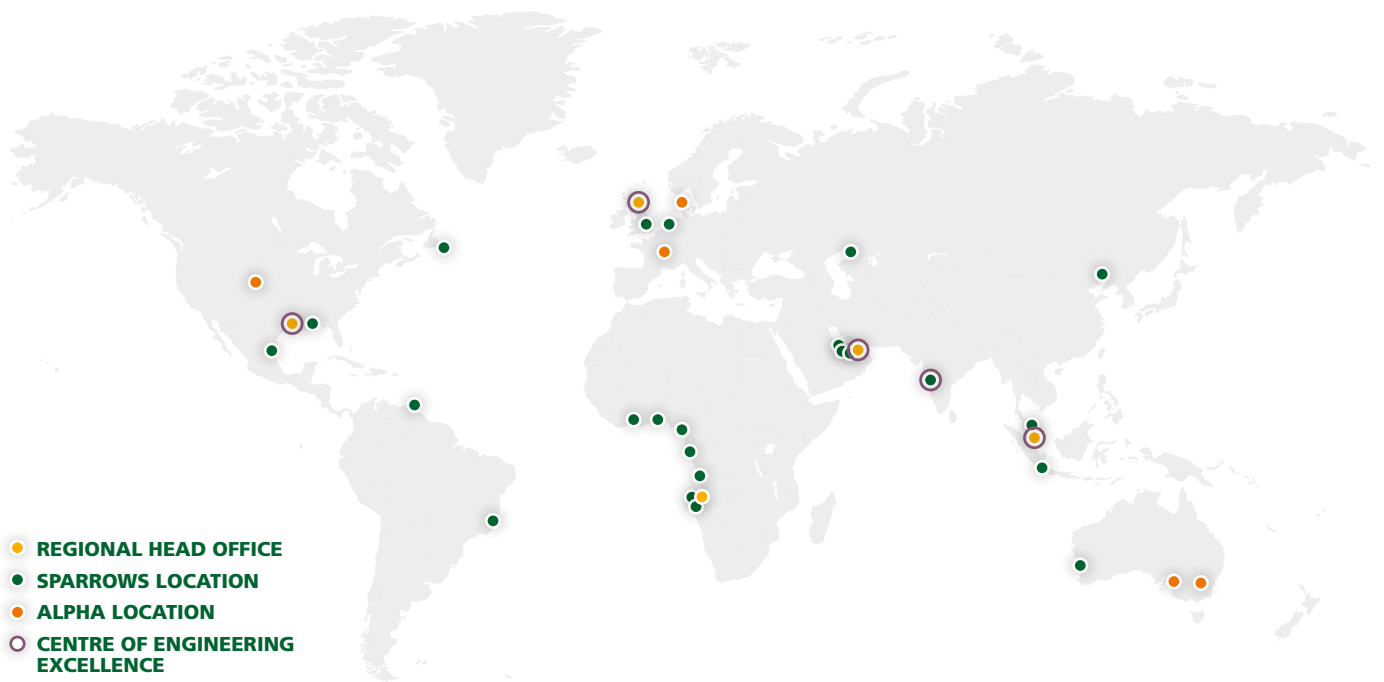 REGIONAL HEAD OFFICE
SPARROWS LOCATION
ALPHA LOCATION
CENTRE OF ENGINEERING
EXCELLENCE